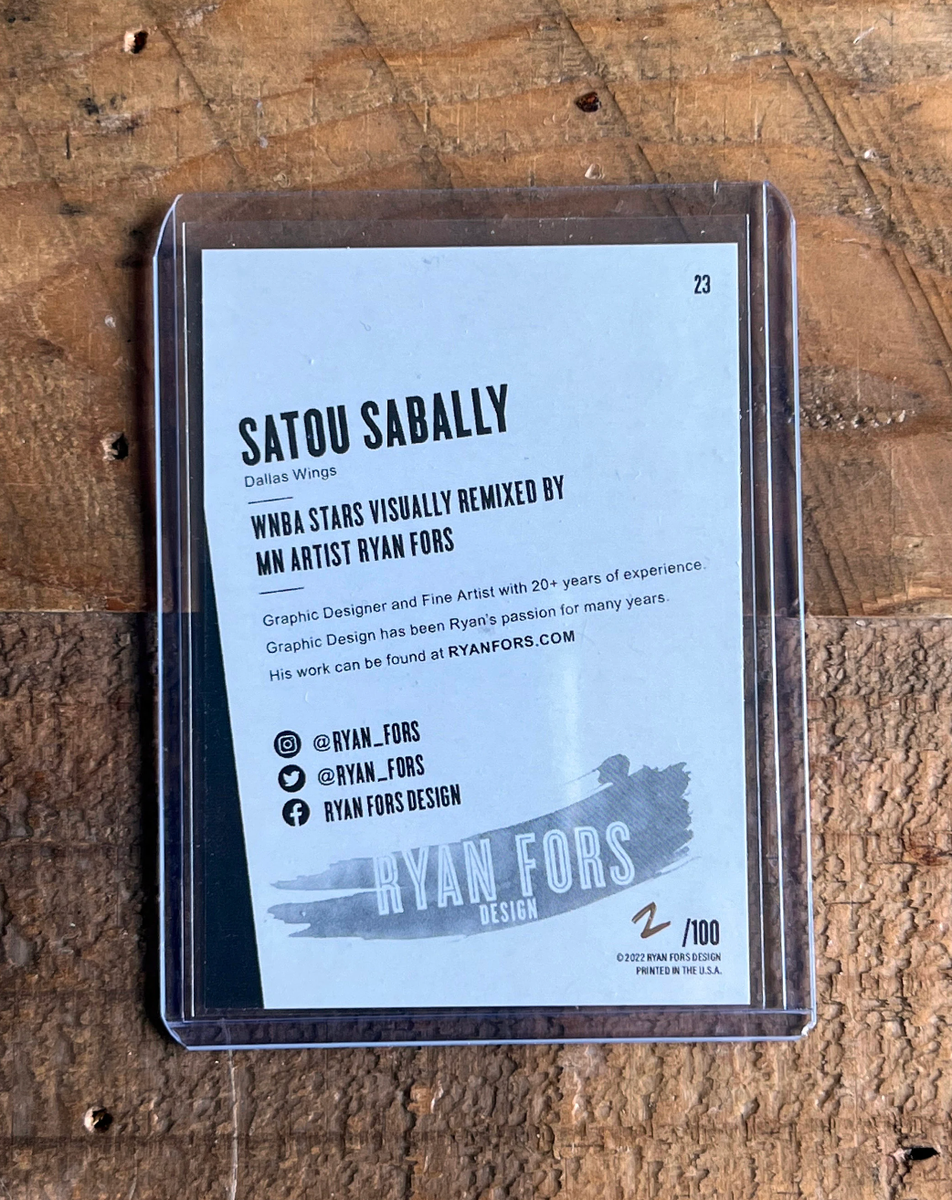 23
SATOU SABALLY
Dallas Wings
WNBA STARS VISUALLY REMIXED BY
MN ARTIST RYAN FORS
Graphic Designer and Fine Artist with 20+ years of experience.
Graphic Design has been Ryan's passion for many years.
His work can be found at RYANFORS.COM
@RYAN_FORS
@RYAN_FORS
RYAN FORS DESIGN
RYAN FORS
DESIGN
2 /100
©2022 RYAN FORS DESIGN
PRINTED IN THE U.S.A.